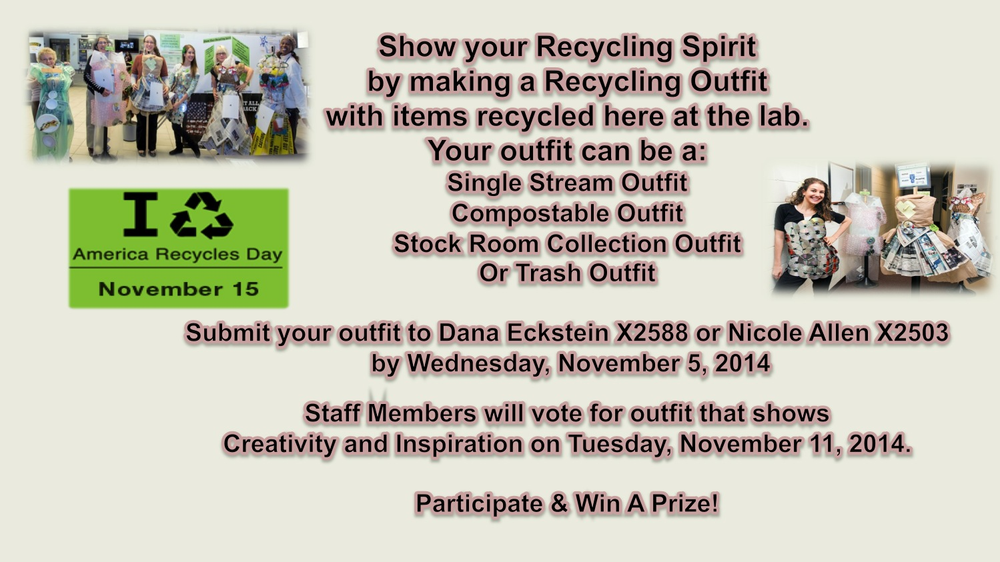 Show your Recycling Spirit
by making a Recycling Outfit
with items recycled here at the lab.
Your outfit can be a:
Single Stream Outfit
Compostable Outfit
Stock Room Collection Outfit
Or Trash Outfit
I
America Recycles Day
November 15
Submit your outfit to Dana Eckstein X2588 or Nicole Allen X2503
by Wednesday, November 5, 2014
Staff Members will vote for outfit that shows
Creativity and Inspiration on Tuesday, November 11, 2014.
Participate & Win A Prize!